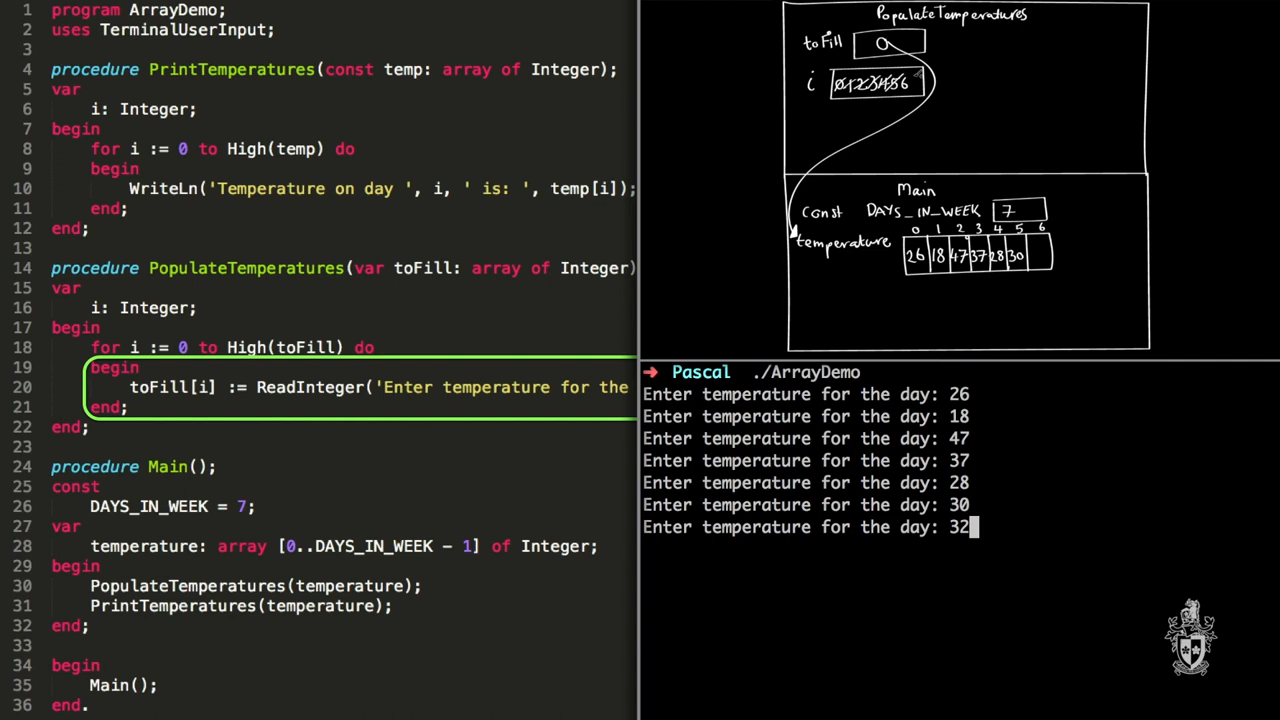 1 program ArrayDemo;
2 uses TerminalUserInput;
3
4 procedure PrintTemperatures(const temp: array of Integer);
5 var
6 i: Integer;
7 begin
8 for i := 0 to High(temp) do
9 begin
10 WriteLn('Temperature on day ', i, ' is: ', temp[i]);
11 end;
12 end;
13
14 procedure PopulateTemperatures(var toFill: array of Integer)
15 var
16 i: Integer;
17 begin
18 for i := 0 to High(toFill) do
19 begin
20 toFill[i] := ReadInteger('Enter temperature for the
21 end;
22 end;
23
24 procedure Main();
25 const
26 DAYS_IN_WEEK = 7;
27 var
28 temperature: array [0..DAYS_IN_WEEK - 1] of Integer;
29 begin
30 PopulateTemperatures(temperature);
31 PrintTemperatures(temperature);
32 end;
33
34 begin
35 Main();
36 end.
PopulateTemperatures
toFill
i 0123456
Main
Const DAYS_IN_WEEK 7
0 1 2 3 4 5 6
temperature 26 18 47 37 28 30
➜ Pascal ./ArrayDemo
Enter temperature for the day: 26
Enter temperature for the day: 18
Enter temperature for the day: 47
Enter temperature for the day: 37
Enter temperature for the day: 28
Enter temperature for the day: 30
Enter temperature for the day: 32